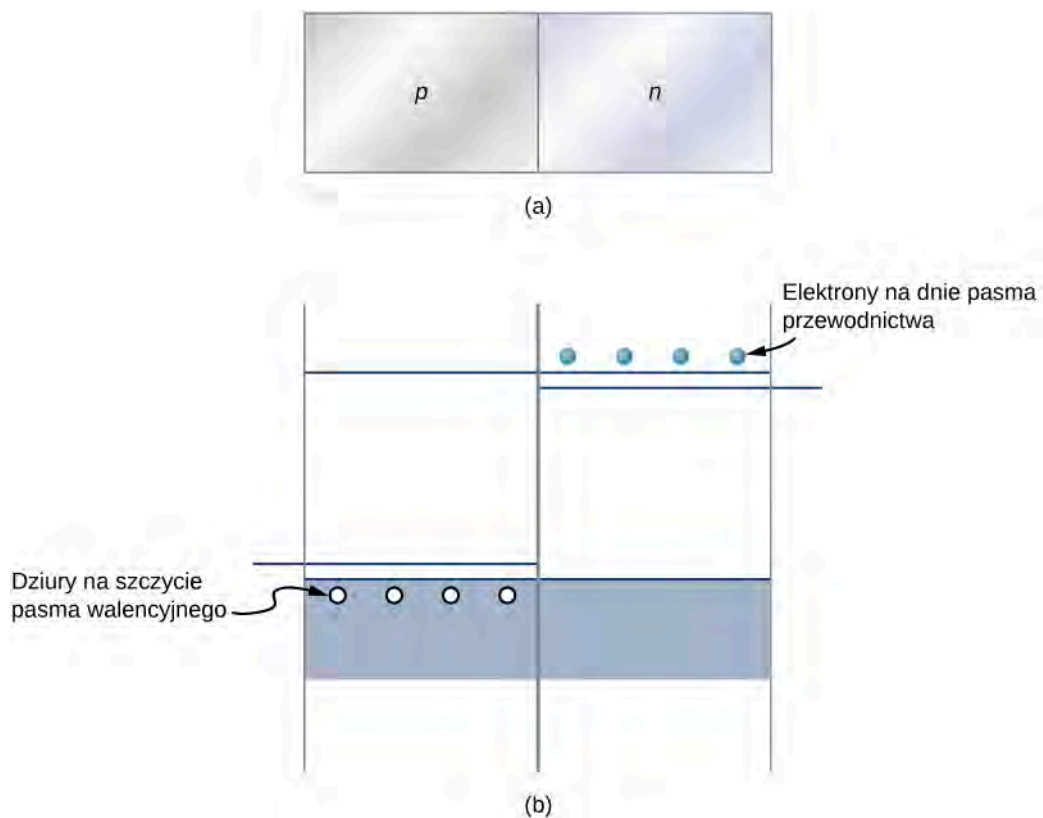 p
n
(a)
Elektrony na dnie pasma
przewodnictwa
Dziury na szczycie
pasma walencyjnego
(b)